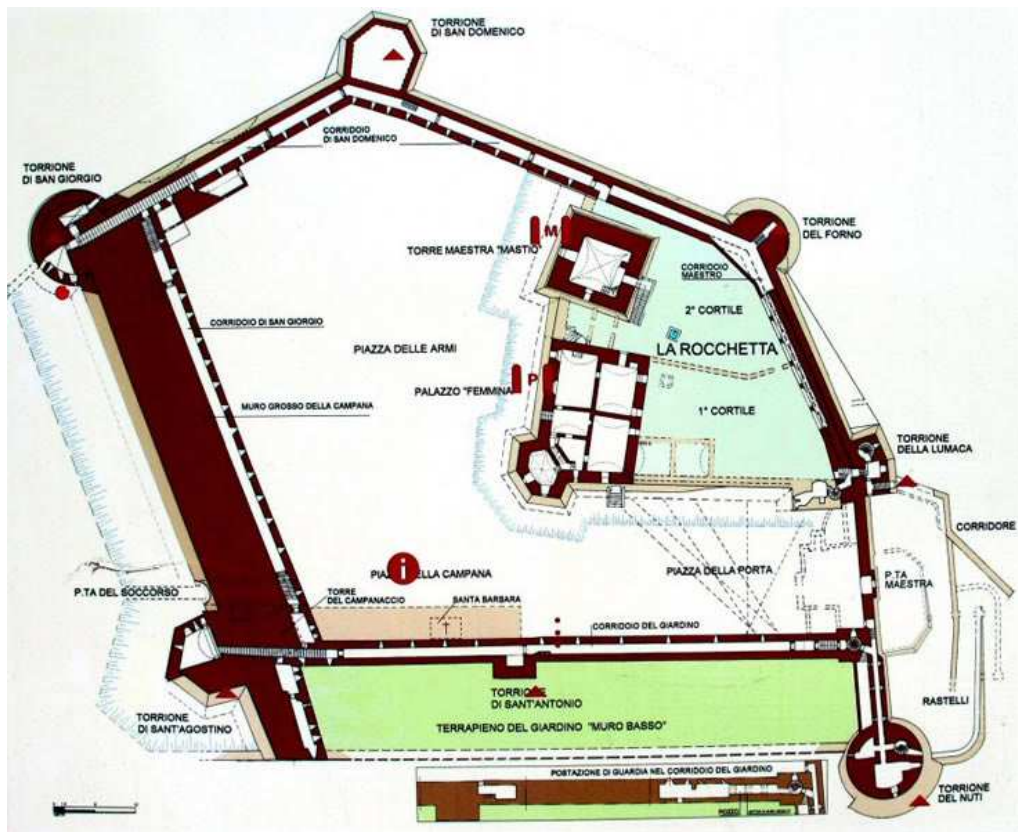 TORRIONE
DI SAN DOMENICO
CORRIDOIO
DI SAN DOMENICO
TORRIONE
DI SAN GIORGIO
TORRIONE
DEL FORNO
M
TORRE MAESTRA "MASTIO"
CORRIDOIO
MAESTRO
2° CORTILE
CORRIDOIO DI SAN GIORGIO
PIAZZA DELLE ARMI
LA ROCCHETTA
P
PALAZZO "FEMMINA"
MURO GROSSO DELLA CAMPANA
1° CORTILE
TORRIONE
DELLA LUMACA
CORRIDORE
i
PIAZZA DELLA CAMPANA
PIAZZA DELLA PORTA
P.TA
MAESTRA
P.TA DEL SOCCORSO
TORRE
DEL CAMPANACCIO
SANTA BARBARA
CORRIDOIO DEL GIARDINO
TORRIONE
DI SANT'ANTONIO
RASTELLI
TORRIONE
DI SANT'AGOSTINO
TERRAPIENO DEL GIARDINO "MURO BASSO"
POSTAZIONE DI GUARDIA NEL CORRIDOIO DEL GIARDINO
POZZO
TORRIONE
DEL NUTI